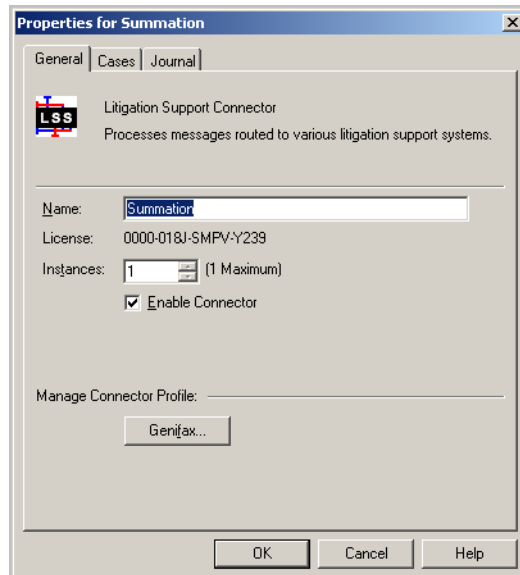 Properties for Summation
General
Cases
Journal
LSS
Litigation Support Connector
Processes messages routed to various litigation support systems.
Name: Summation
License: 0000-018J-SMPV-Y239
Instances: 1 (1 Maximum)
Enable Connector
Manage Connector Profile:
Genifax...
OK
Cancel
Help